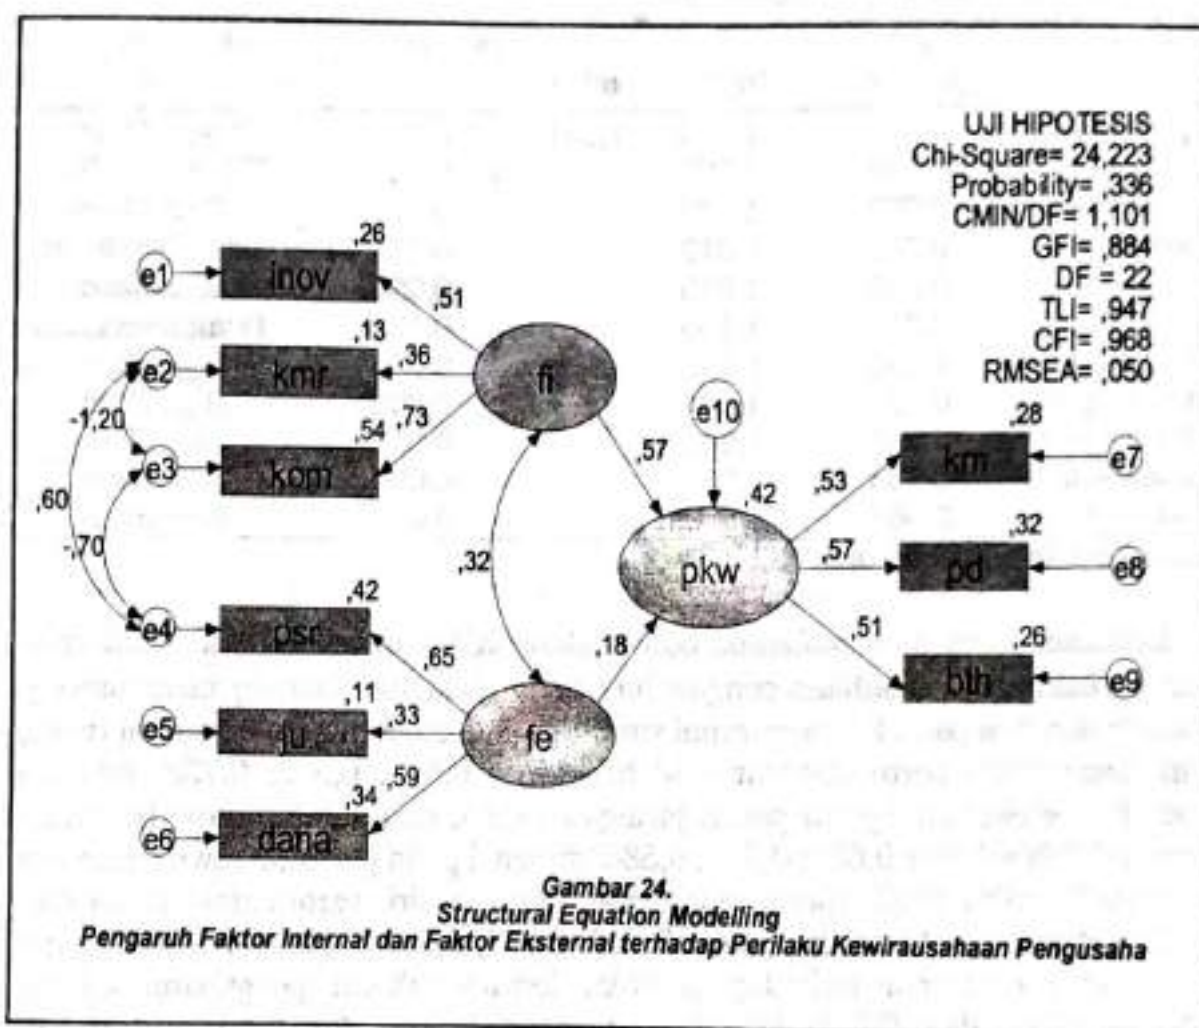 UJI HIPOTESIS
Chi-Square= 24,223
Probability= ,336
CMIN/DF= 1,101
GFI= ,884
DF = 22
TLI= ,947
CFI= ,968
RMSEA= ,050
,26
e1 inov
,51
,13
e2 kmr ,36
fi
-1,20
,54 ,73
e3 kom
e10
,57
,28
km e7
,53
,60
-,70
,32
,42
pkw
,57
,32
pd e8
,42
e4 psr
,65
,18
,51
,26
bth e9
,11
e5 ju ,33
fe
,34 ,59
e6 dana
Gambar 24.
Structural Equation Modelling
Pengaruh Faktor Internal dan Faktor Eksternal terhadap Perilaku Kewirausahaan Pengusaha